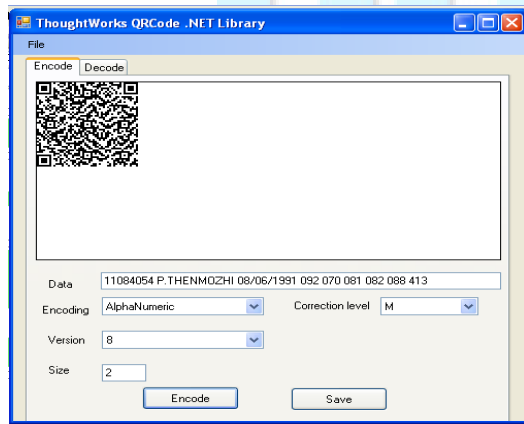 ThoughtWorks QRCode .NET Library
File
Encode Decode
Data 11084054 P.THENMOZHI 08/06/1991 092 070 081 082 088 413
Encoding AlphaNumeric Correction level M
Version 8
Size 2
Encode Save